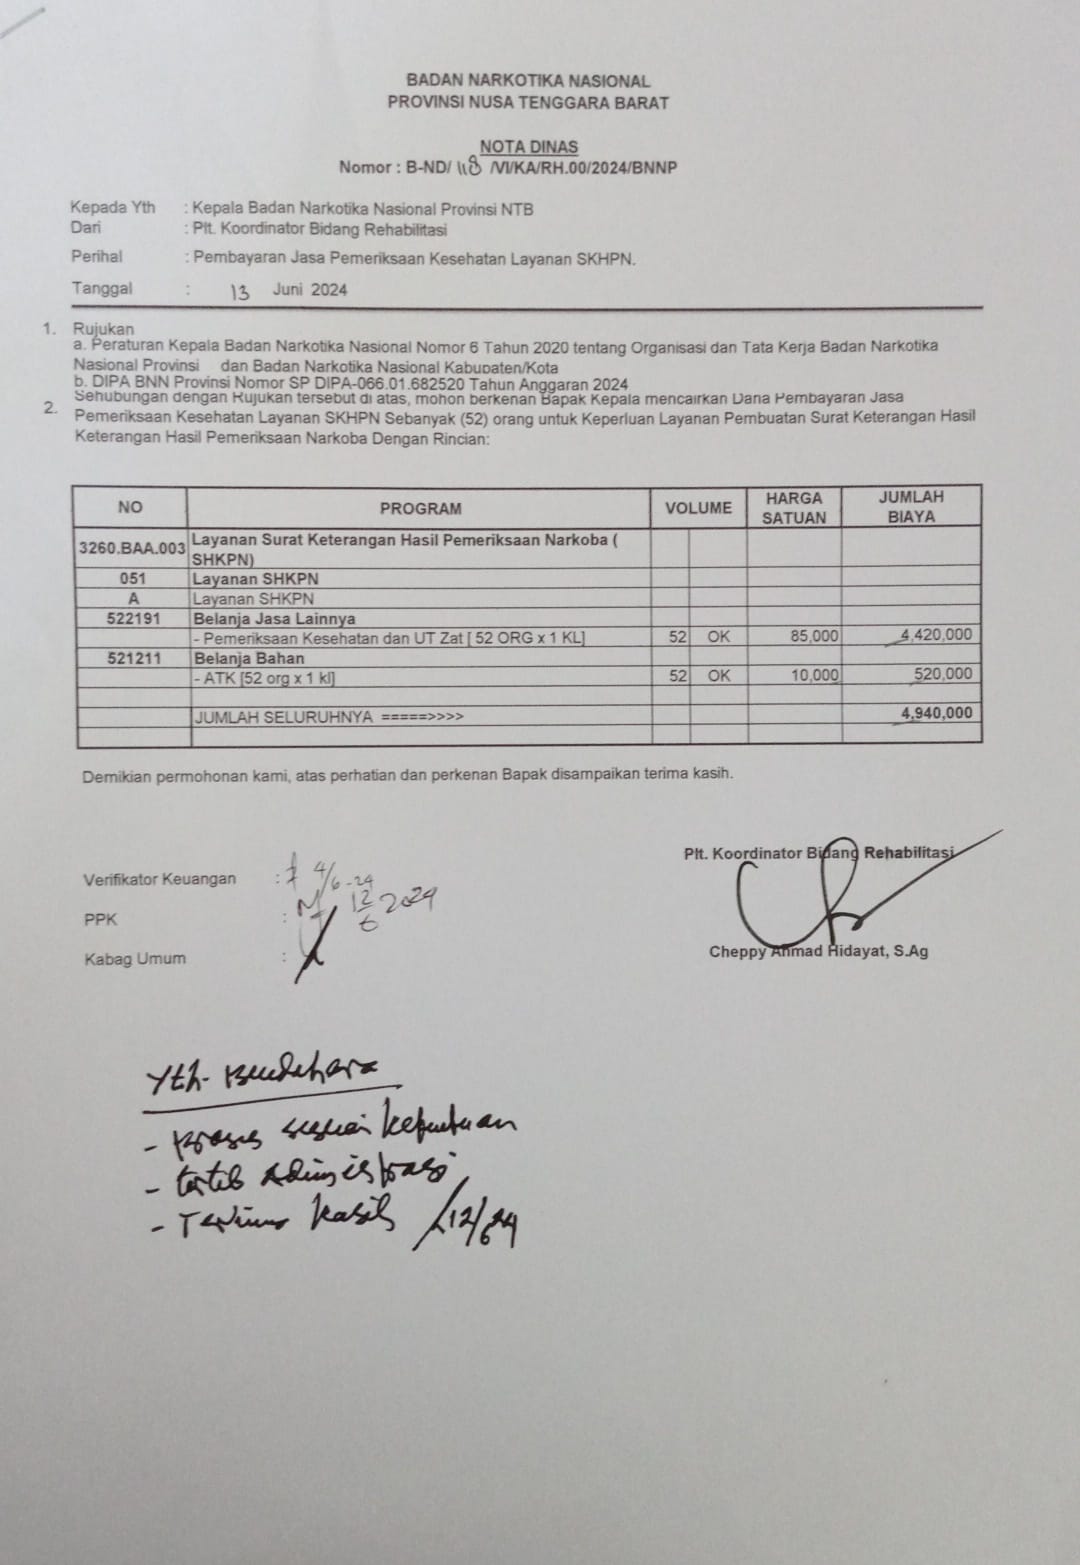 BADAN NARKOTIKA NASIONAL
PROVINSI NUSA TENGGARA BARAT
NOTA DINAS
Nomor : B-ND/ 118 /VI/KA/RH.00/2024/BNNP
Kepada Yth : Kepala Badan Narkotika Nasional Provinsi NTB
Dari : Plt. Koordinator Bidang Rehabilitasi
Perihal : Pembayaran Jasa Pemeriksaan Kesehatan Layanan SKHPN.
Tanggal : 13 Juni 2024
1. Rujukan
a. Peraturan Kepala Badan Narkotika Nasional Nomor 6 Tahun 2020 tentang Organisasi dan Tata Kerja Badan Narkotika
Nasional Provinsi dan Badan Narkotika Nasional Kabupaten/Kota
b. DIPA BNN Provinsi Nomor SP DIPA-066.01.682520 Tahun Anggaran 2024
2. Sehubungan dengan Rujukan tersebut di atas, mohon berkenan Bapak Kepala mencairkan Dana Pembayaran Jasa
Pemeriksaan Kesehatan Layanan SKHPN Sebanyak (52) orang untuk Keperluan Layanan Pembuatan Surat Keterangan Hasil
Keterangan Hasil Pemeriksaan Narkoba Dengan Rincian:
NO PROGRAM VOLUME HARGA SATUAN JUMLAH BIAYA
3260.BAA.003 Layanan Surat Keterangan Hasil Pemeriksaan Narkoba (
SHKPN)
051 Layanan SHKPN
A Layanan SHKPN
522191 Belanja Jasa Lainnya
- Pemeriksaan Kesehatan dan UT Zat [ 52 ORG x 1 KL] 52 OK 85,000 4,420,000
521211 Belanja Bahan
- ATK [52 org x 1 kl] 52 OK 10,000 520,000
JUMLAH SELURUHNYA =====>>>> 4,940,000
Demikian permohonan kami, atas perhatian dan perkenan Bapak disampaikan terima kasih.
Plt. Koordinator Bidang Rehabilitasi
Verifikator Keuangan : 4/6-24
PPK : 12/6 2024
Kabag Umum :
Cheppy Ahmad Hidayat, S.Ag
Yth. Bendahara
- Proses sesuai ketentuan
- tertib Administrasi
- Terima kasih 12/6 24